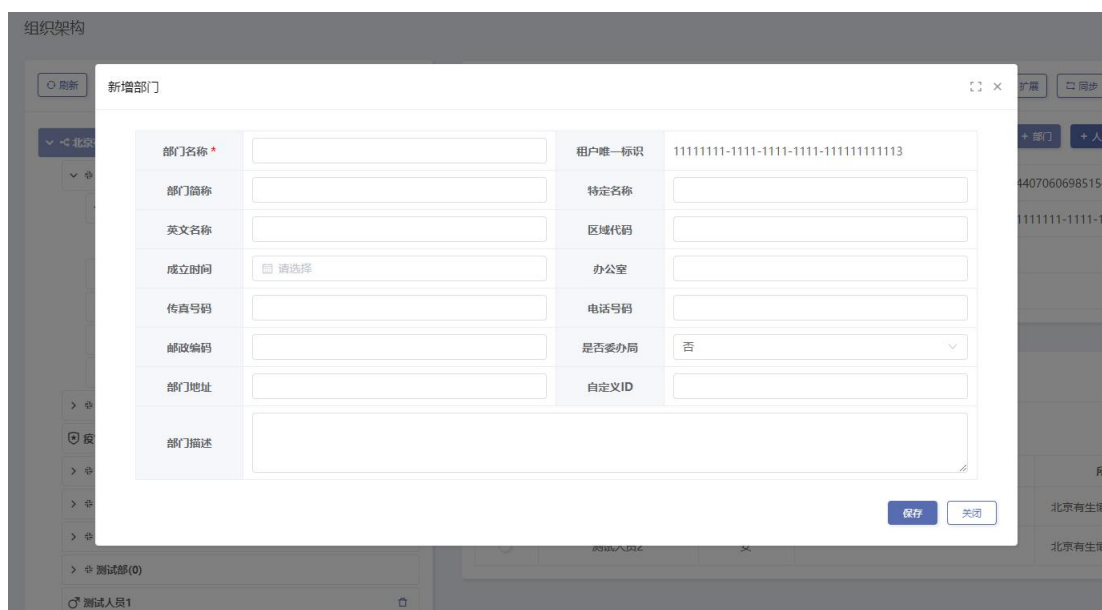 组织架构
刷新
新增部门
扩展
同步
北京
+ 部门
+ 人
部门名称 *
租户唯一标识
11111111-1111-1111-1111-111111111113
部门简称
特定名称
4407060698515
英文名称
区域代码
1111111-1111-1
成立时间
请选择
办公室
传真号码
电话号码
邮政编码
是否委办局
否
部门地址
自定义ID
疫
部门描述
保存
关闭
北京有生
测试人员2
女
北京有生
测试部(0)
测试人员1